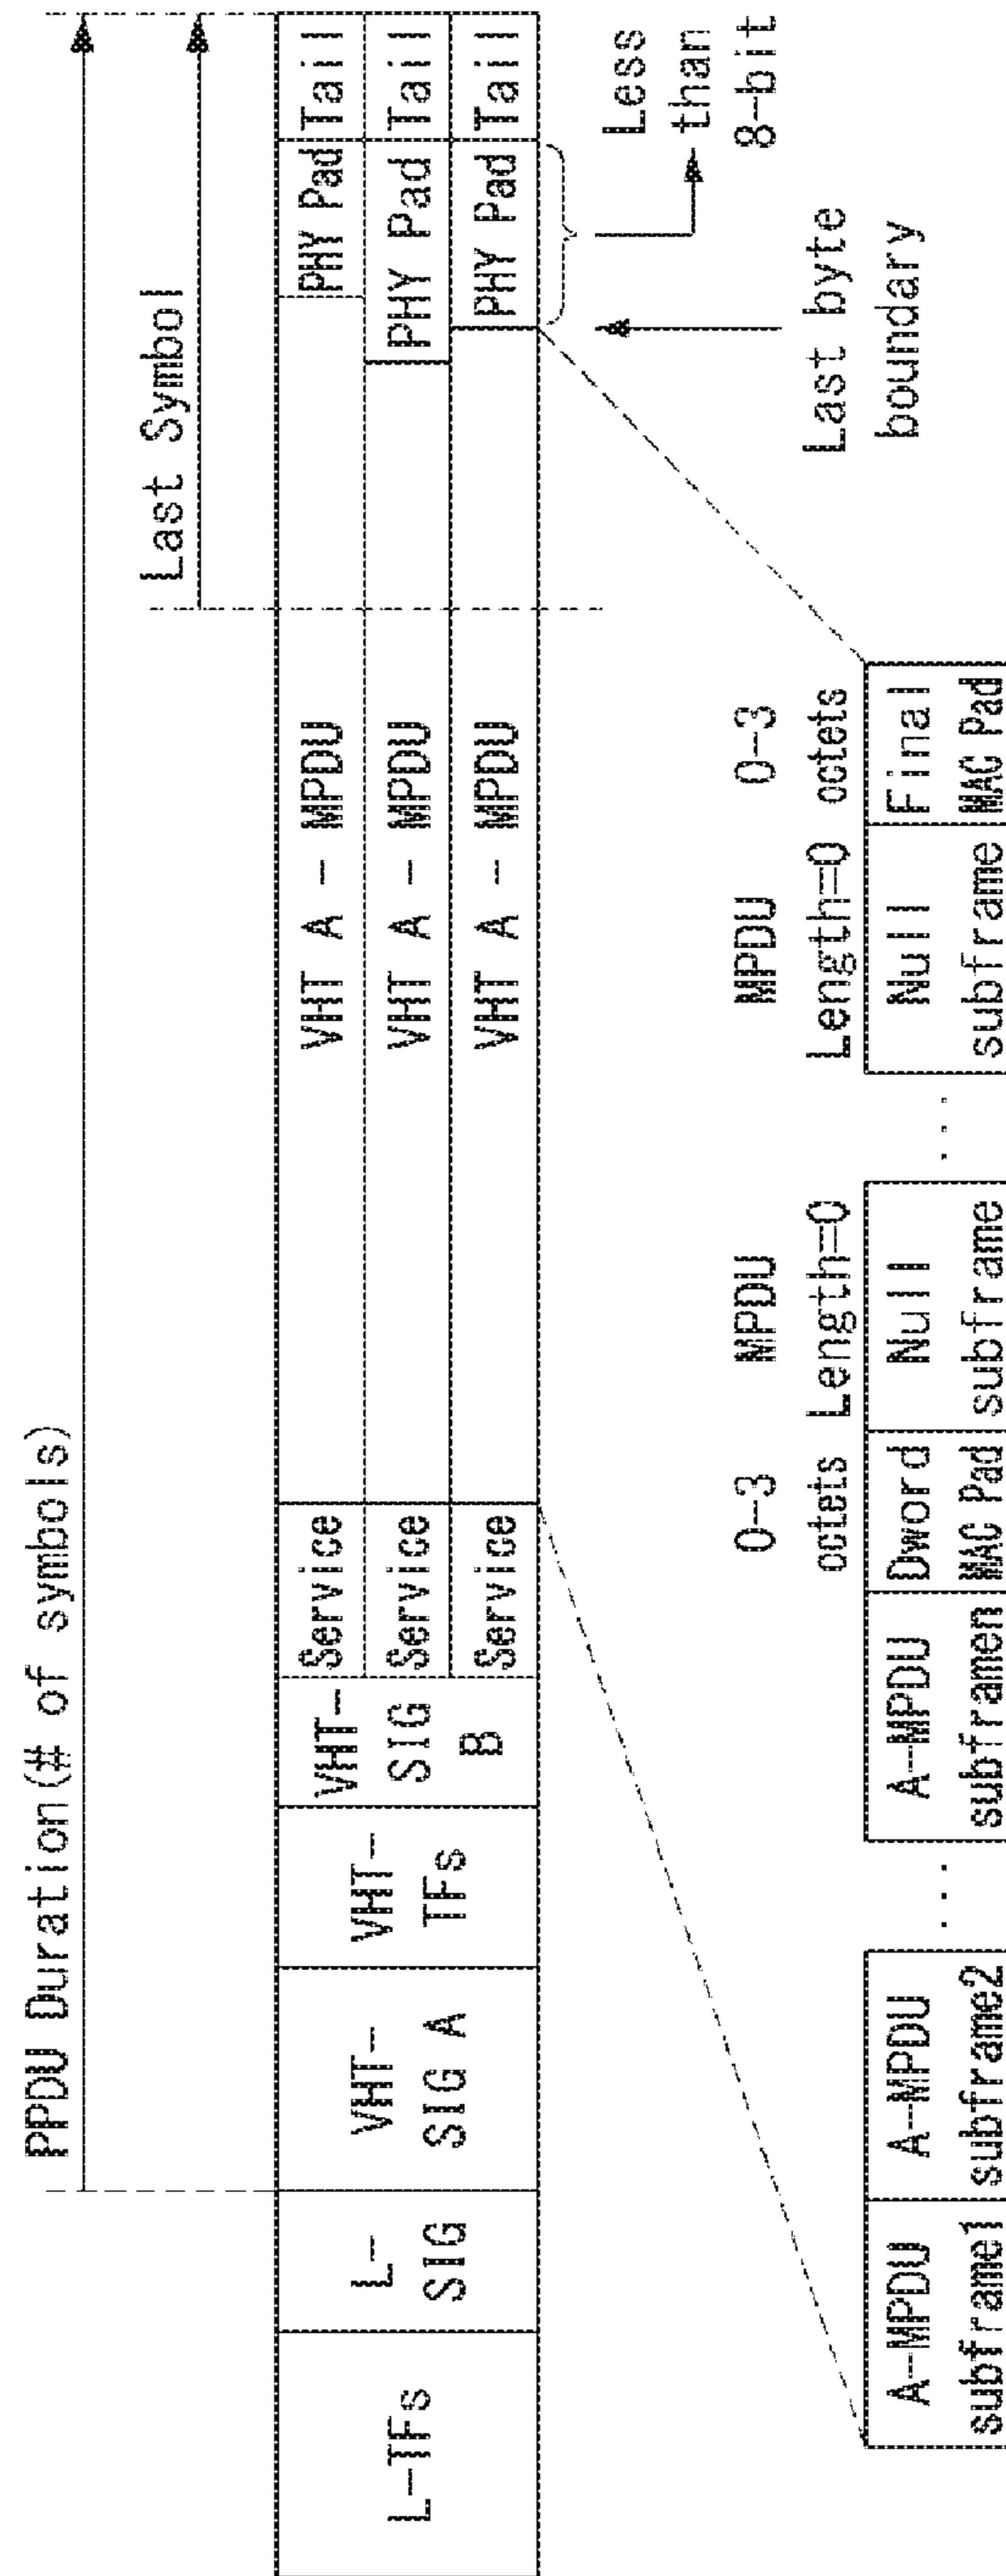 PPDU Duration(# of symbols)
Last Symbol
L-TFs
L-
SIG
VHT-
SIG A
VHT-
TFs
VHT-
SIG
B
Service
VHT A - MPDU
PHY Pad
Tail
Service
VHT A - MPDU
PHY Pad
Tail
Service
VHT A - MPDU
PHY Pad
Tail
Less
than
8-bit
Last byte
boundary
0-3
octets
MPDU
Length=0
MPDU
Length=0
0-3
octets
A-MPDU
subframe1
A-MPDU
subframe2
...
A-MPDU
subframen
Dword
MAC Pad
Null
subframe
...
Null
subframe
Final
MAC Pad